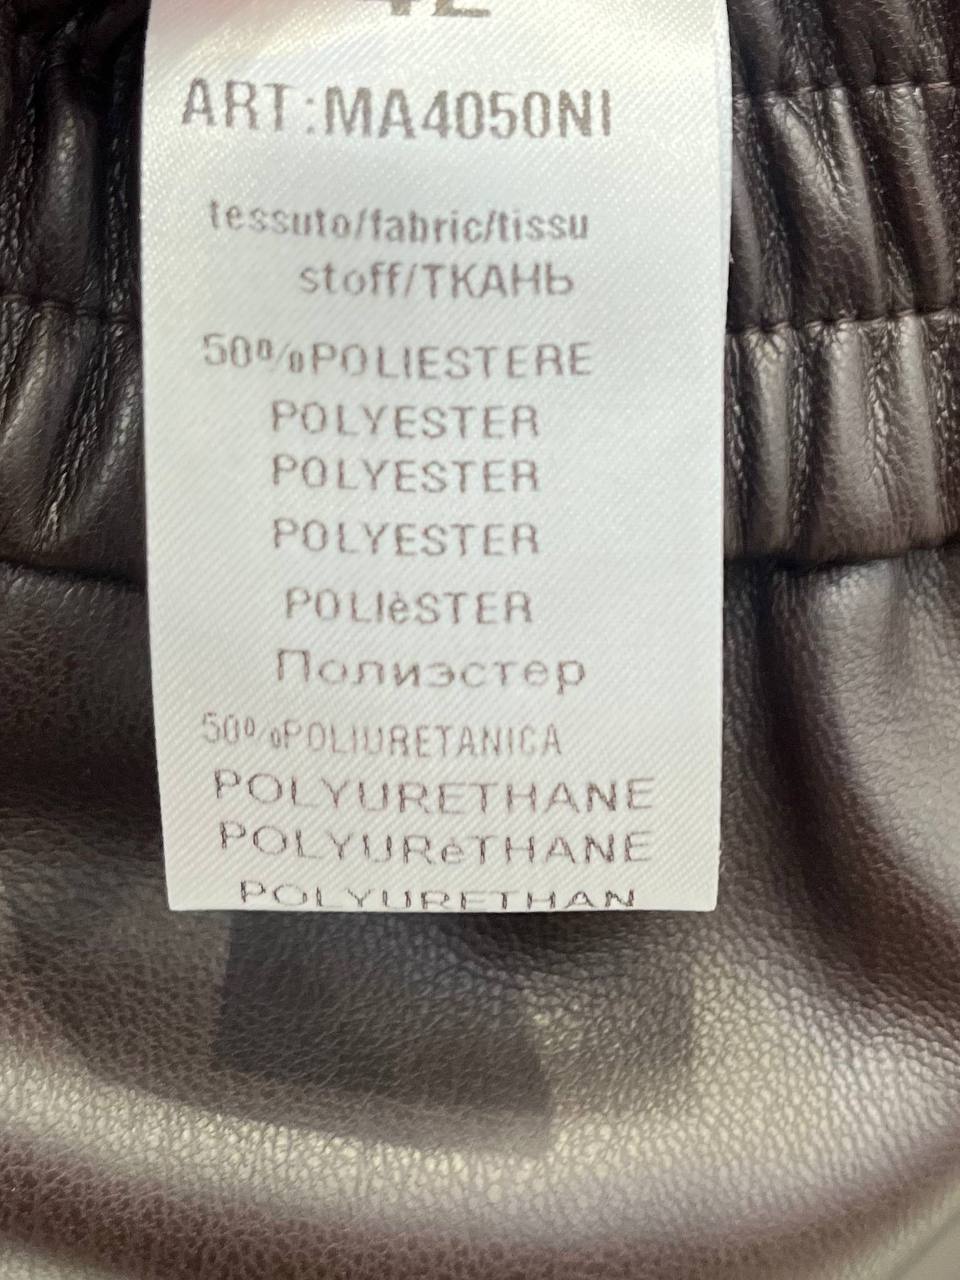 ART:MA4050NI
tessuto/fabric/tissu
stoff/ТКАНЬ
50%POLIESTERE
POLYESTER
POLYESTER
POLYESTER
POLIèSTER
Полиэстер
50%POLIURETANICA
POLYURETHANE
POLYURèTHANE
POLYURETHAN